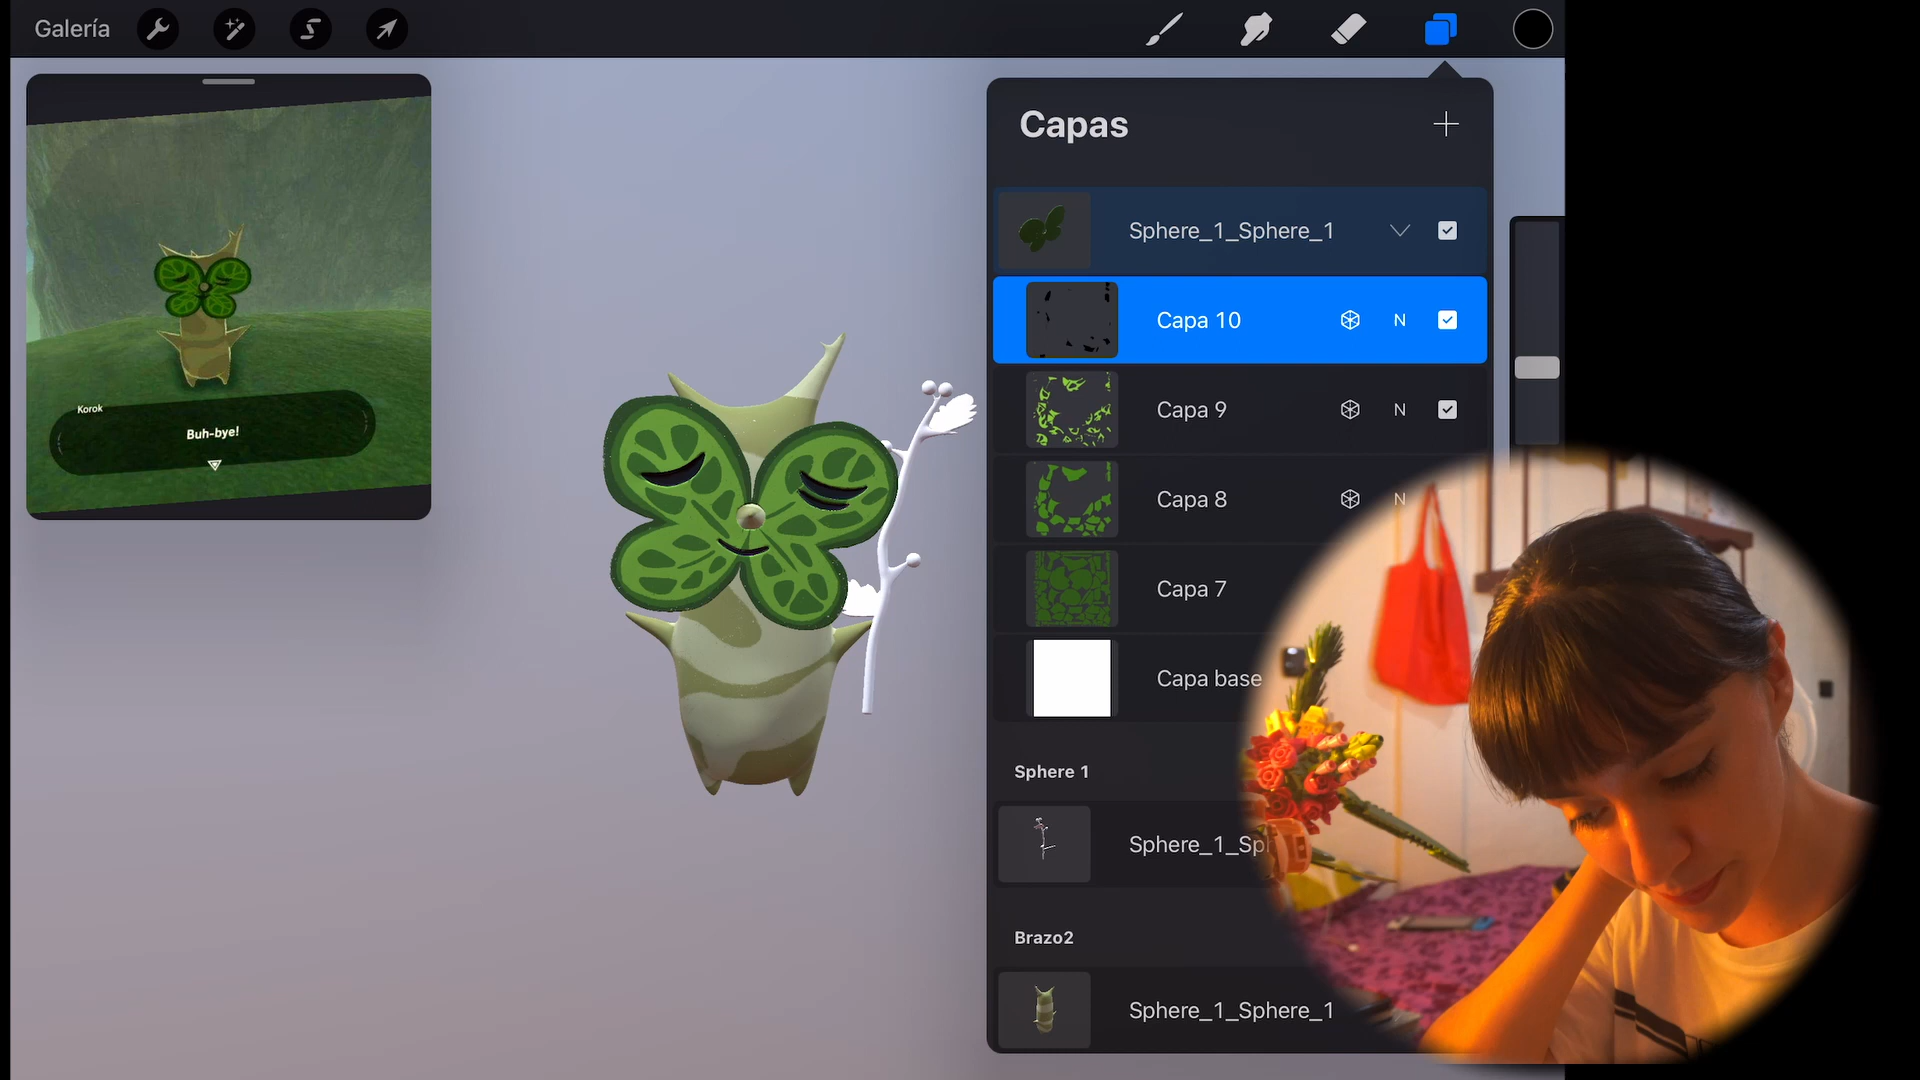 Galería
Korok
Buh-bye!
Capas
Sphere_1_Sphere_1
Capa 10
N
Capa 9
N
Capa 8
N
Capa 7
Capa base
Sphere 1
Sphere_1_Sp
Brazo2
Sphere_1_Sphere_1